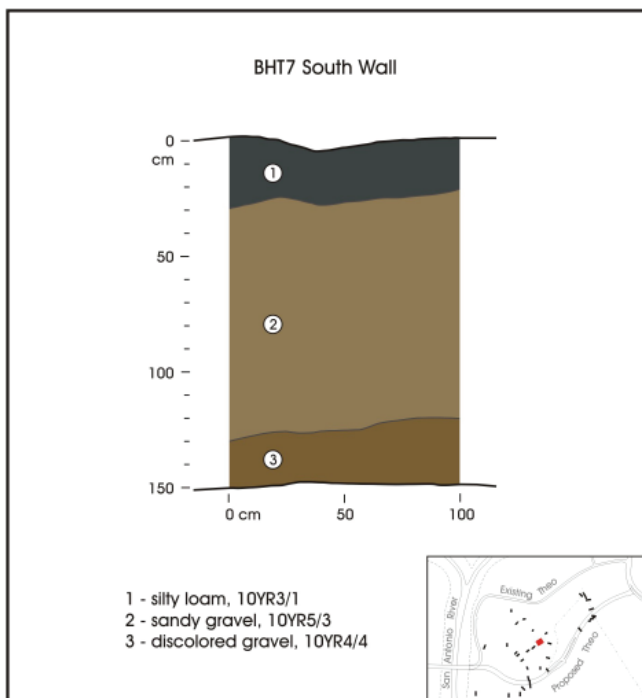 BHT7 South Wall
0
cm
1
50
2
100
3
150
0 cm
50
100
1 - silty loam, 10YR3/1
2 - sandy gravel, 10YR5/3
3 - discolored gravel, 10YR4/4
Existing Theo
San Antonio River
Proposed Theo